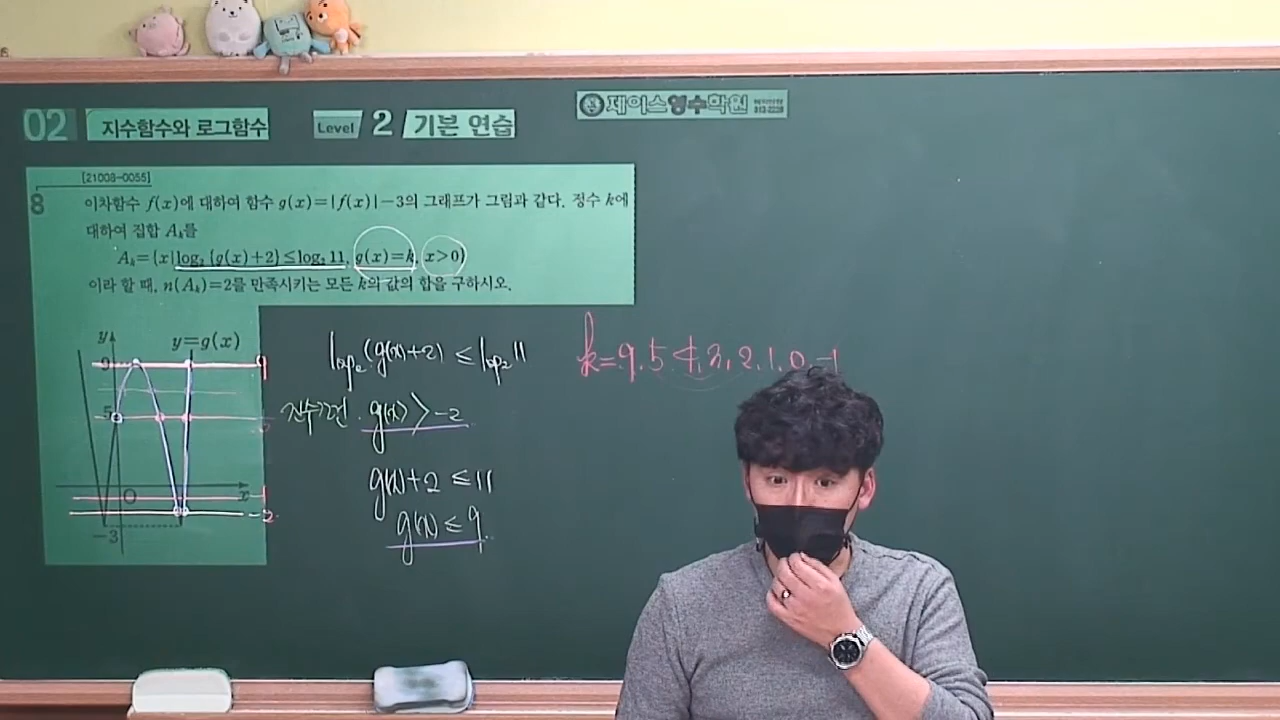 02 지수함수와 로그함수 Level 2 기본 연습
제이스영수학원
[21008-0055]
8 이차함수 f(x)에 대하여 함수 g(x)=|f(x)|-3의 그래프가 그림과 같다. 정수 k에
대하여 집합 Aₖ를
Aₖ={x|log₂{g(x)+2}≤log₂11, g(x)=k, x>0}
이라 할 때, n(Aₖ)=2를 만족시키는 모든 k의 값의 합을 구하시오.
y
y=g(x)
9
9
5
O
x
-1
-2
-3
log₂(g(x)+2) ≤ log₂11
진수조건. g(x) > -2
g(x)+2 ≤ 11
g(x) ≤ 9.
k=9, 5 4, 3, 2, 1, 0, -1